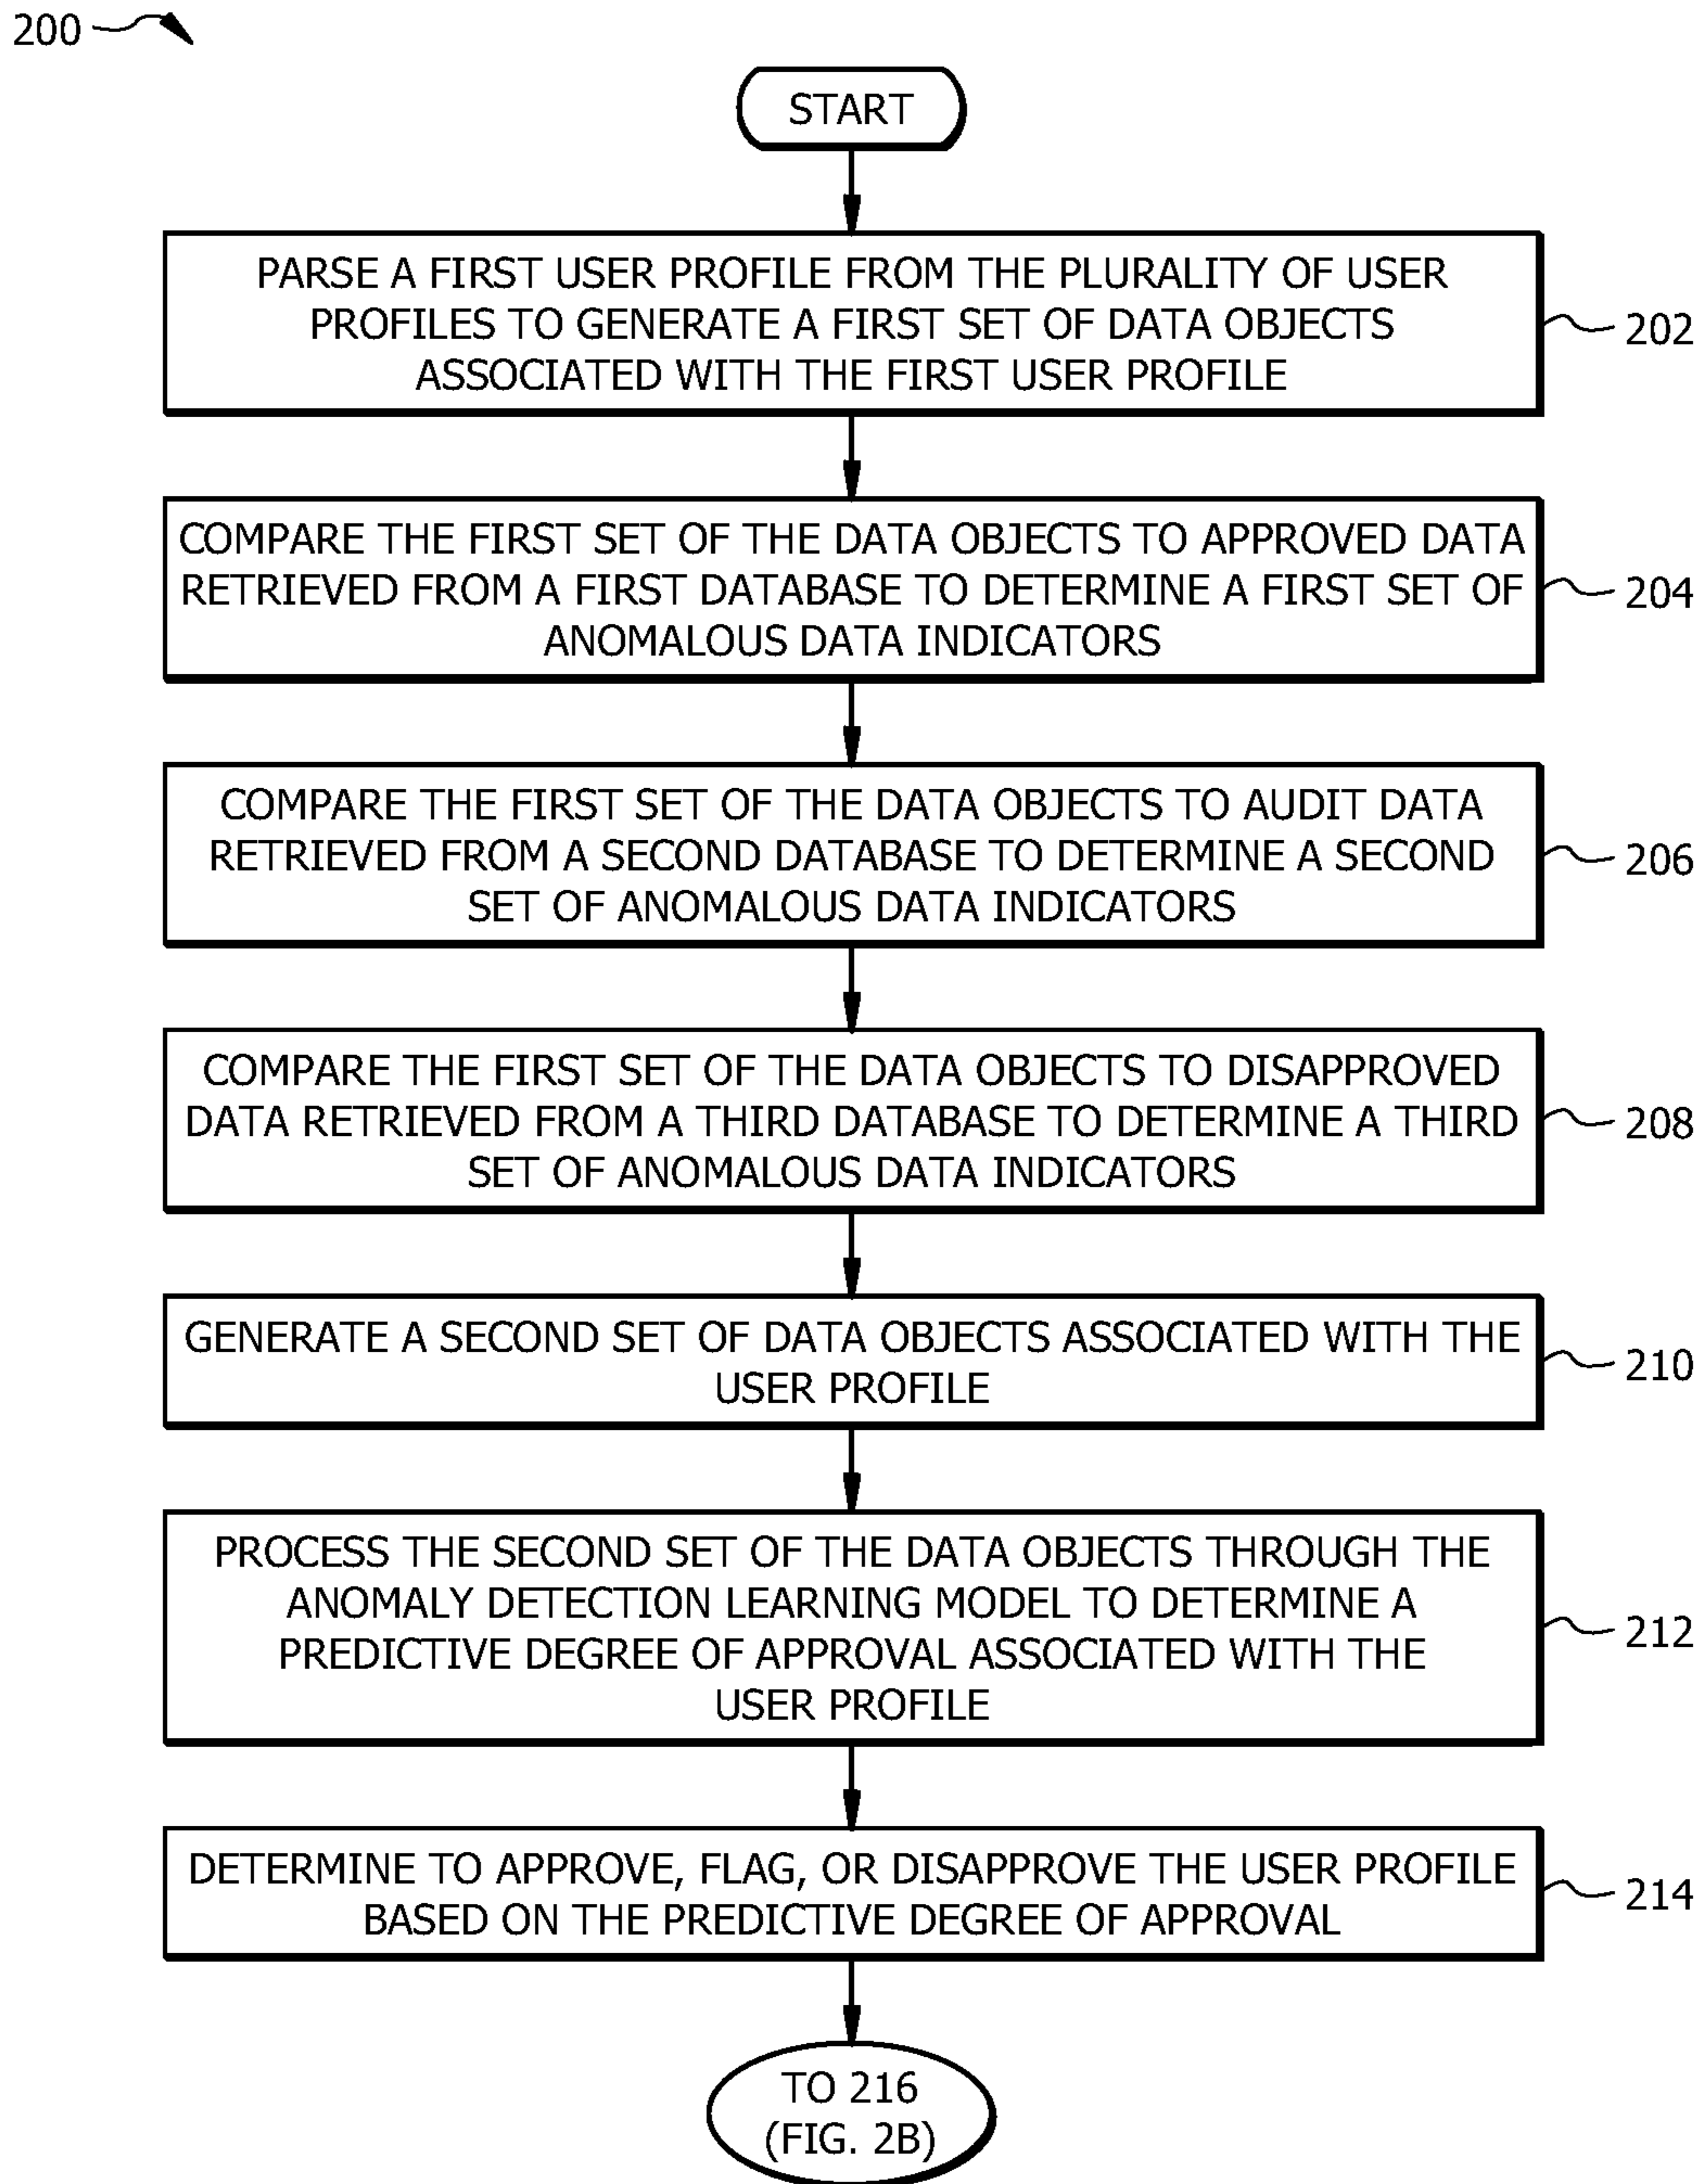 200
START
PARSE A FIRST USER PROFILE FROM THE PLURALITY OF USER
PROFILES TO GENERATE A FIRST SET OF DATA OBJECTS
ASSOCIATED WITH THE FIRST USER PROFILE
202
COMPARE THE FIRST SET OF THE DATA OBJECTS TO APPROVED DATA
RETRIEVED FROM A FIRST DATABASE TO DETERMINE A FIRST SET OF
ANOMALOUS DATA INDICATORS
204
COMPARE THE FIRST SET OF THE DATA OBJECTS TO AUDIT DATA
RETRIEVED FROM A SECOND DATABASE TO DETERMINE A SECOND
SET OF ANOMALOUS DATA INDICATORS
206
COMPARE THE FIRST SET OF THE DATA OBJECTS TO DISAPPROVED
DATA RETRIEVED FROM A THIRD DATABASE TO DETERMINE A THIRD
SET OF ANOMALOUS DATA INDICATORS
208
GENERATE A SECOND SET OF DATA OBJECTS ASSOCIATED WITH THE
USER PROFILE
210
PROCESS THE SECOND SET OF THE DATA OBJECTS THROUGH THE
ANOMALY DETECTION LEARNING MODEL TO DETERMINE A
PREDICTIVE DEGREE OF APPROVAL ASSOCIATED WITH THE
USER PROFILE
212
DETERMINE TO APPROVE, FLAG, OR DISAPPROVE THE USER PROFILE
BASED ON THE PREDICTIVE DEGREE OF APPROVAL
214
TO 216
(FIG. 2B)